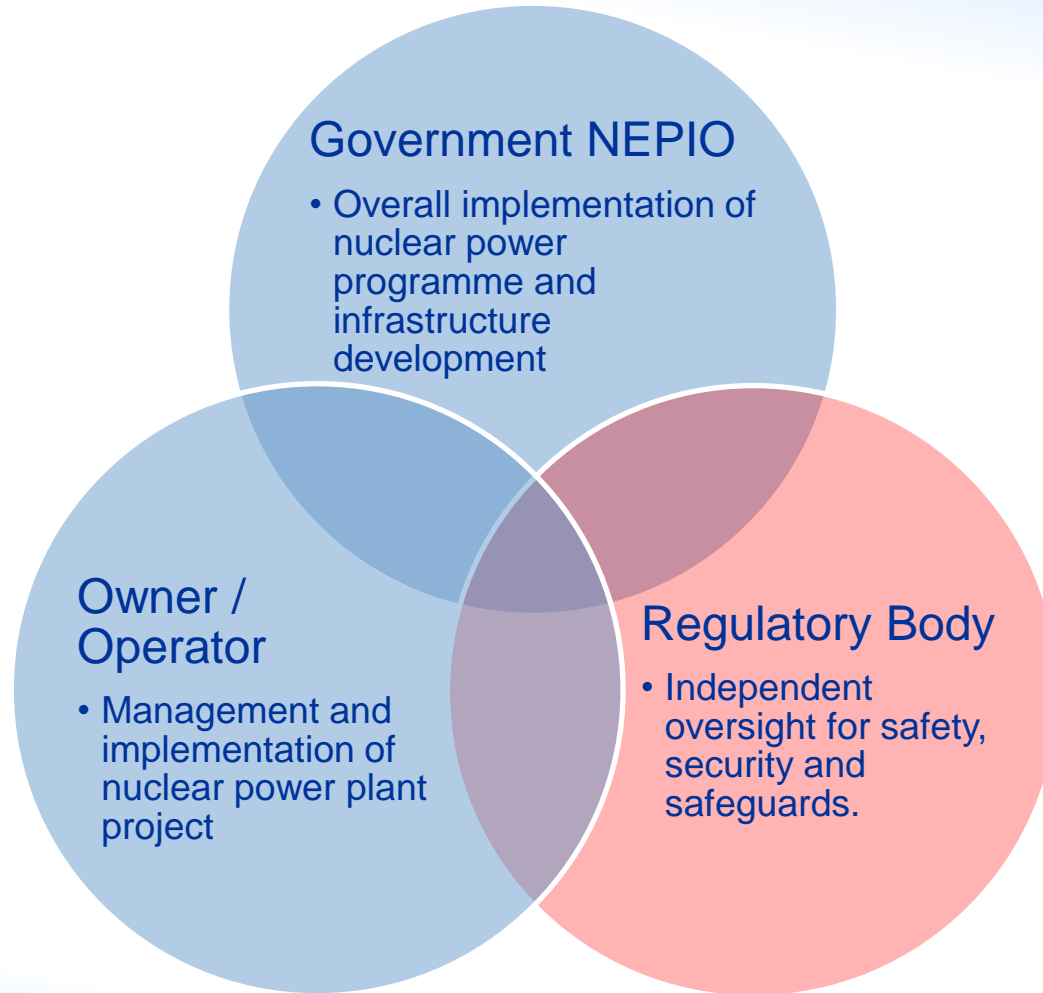 Government NEPIO
• Overall implementation of
nuclear power
programme and
infrastructure
development
Owner /
Operator
• Management and
implementation of
nuclear power plant
project
Regulatory Body
• Independent
oversight for safety,
security and
safeguards.